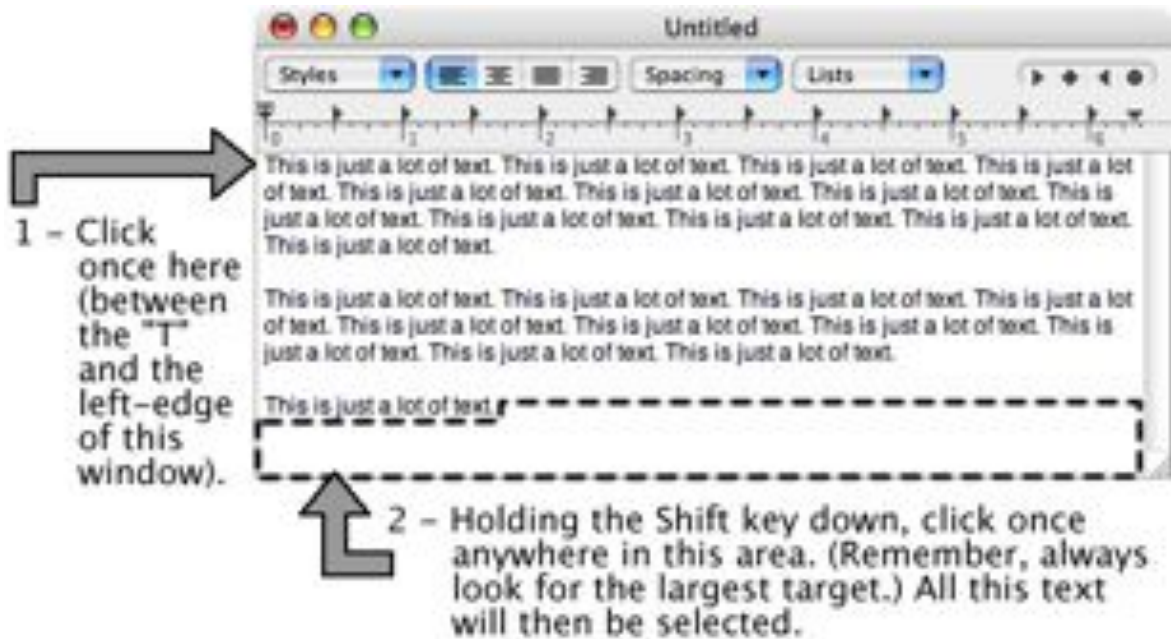 Untitled
Styles
Spacing
Lists
0 1 2 3 4 5 6
This is just a lot of text. This is just a lot of text. This is just a lot of text. This is just a lot
of text. This is just a lot of text. This is just a lot of text. This is just a lot of text. This is
just a lot of text. This is just a lot of text. This is just a lot of text. This is just a lot of text.
This is just a lot of text.
This is just a lot of text. This is just a lot of text. This is just a lot of text. This is just a lot
of text. This is just a lot of text. This is just a lot of text. This is just a lot of text. This is
just a lot of text. This is just a lot of text. This is just a lot of text.
This is just a lot of text.
1 - Click
once here
(between
the "T"
and the
left-edge
of this
window).
2 - Holding the Shift key down, click once
anywhere in this area. (Remember, always
look for the largest target.) All this text
will then be selected.